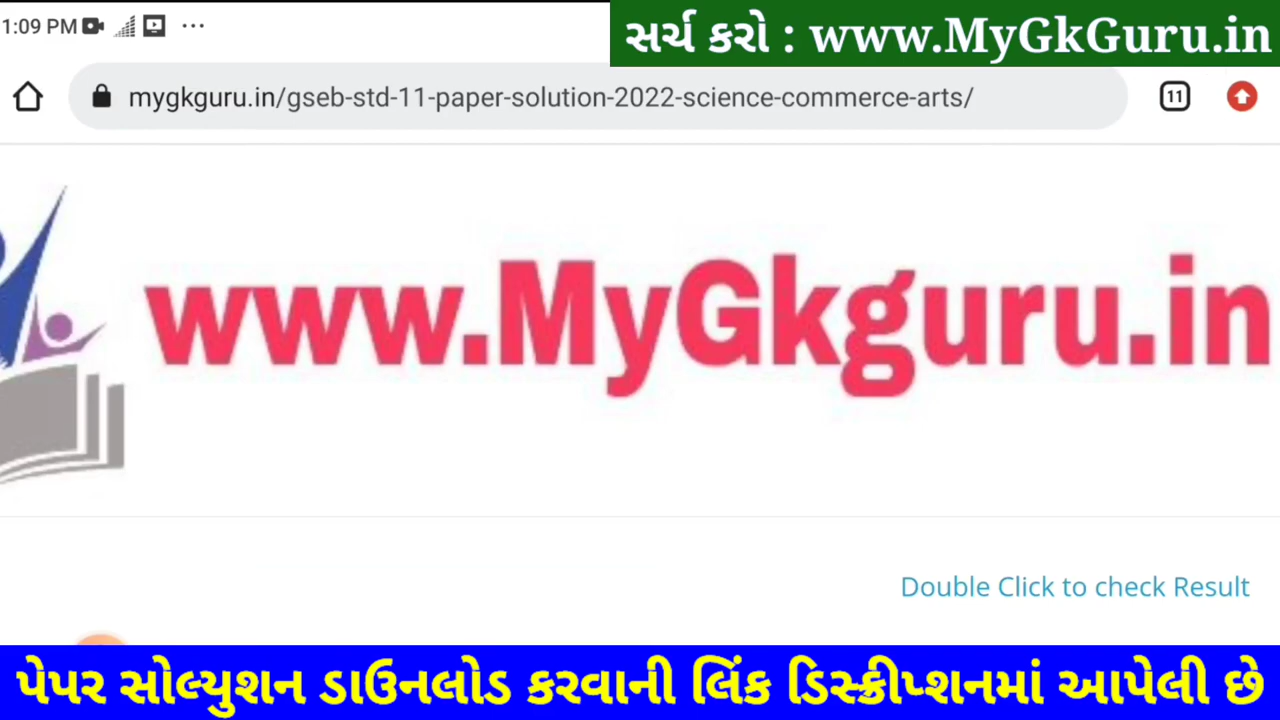 1:09 PM
સર્ચ કરો : www.MyGkGuru.in
mygkguru.in/gseb-std-11-paper-solution-2022-science-commerce-arts/
11
www.MyGkguru.in
Double Click to check Result
પેપર સોલ્યુશન ડાઉનલોડ કરવાની લિંક ડિસ્ક્રીપ્શનમાં આપેલી છે